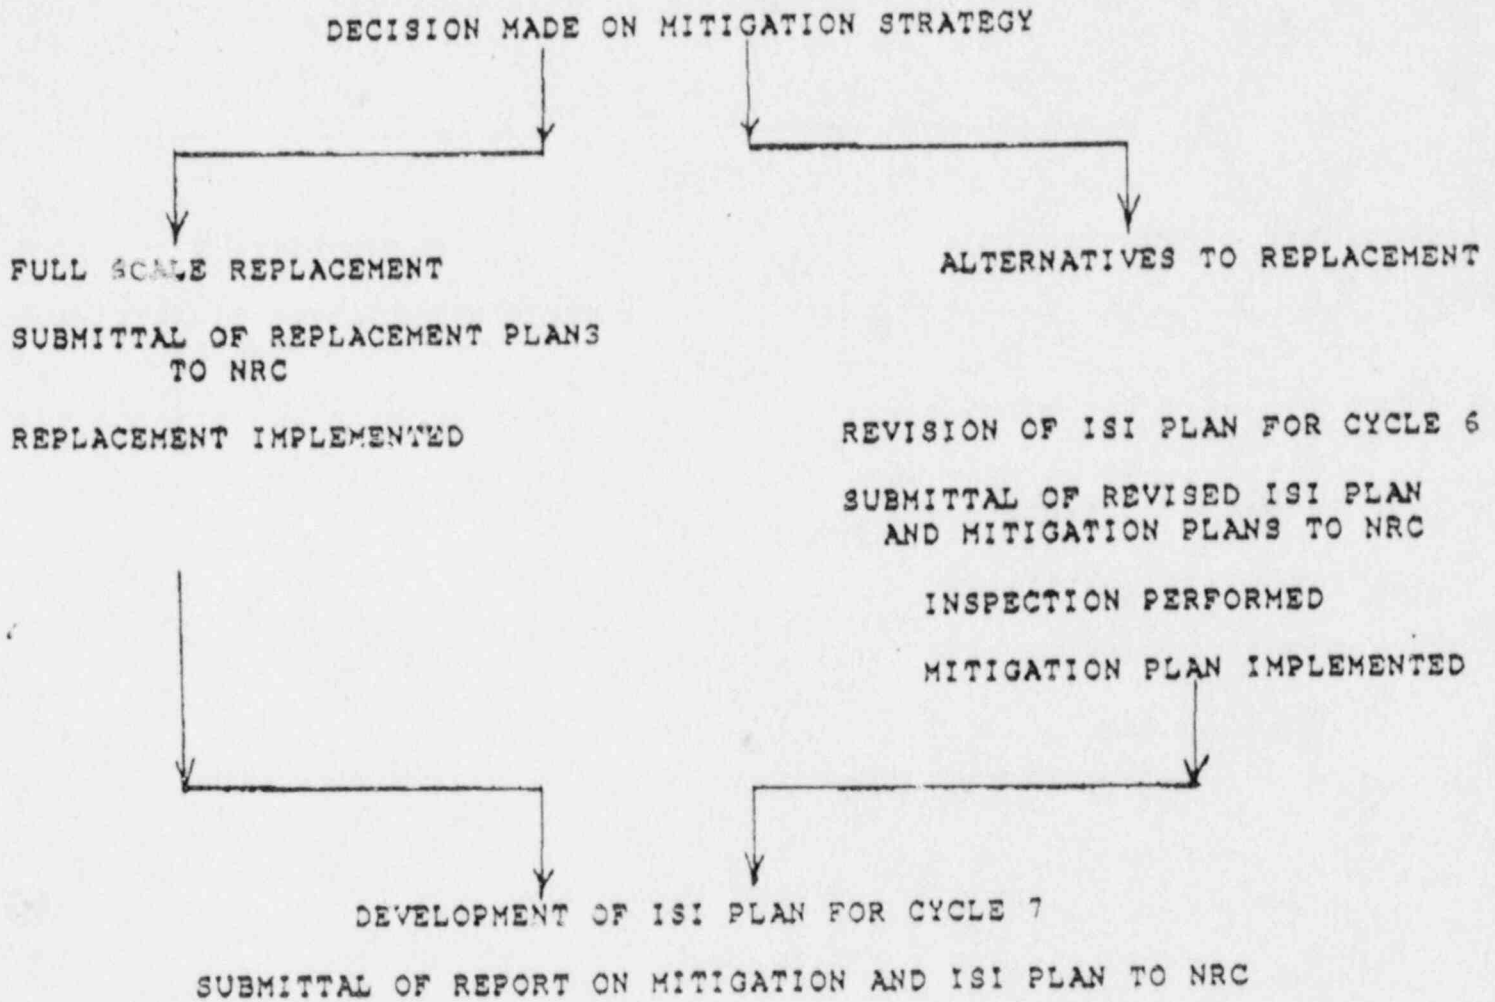 DECISION MADE ON MITIGATION STRATEGY
FULL SCALE REPLACEMENT
SUBMITTAL OF REPLACEMENT PLANS
TO NRC
REPLACEMENT IMPLEMENTED
ALTERNATIVES TO REPLACEMENT
REVISION OF ISI PLAN FOR CYCLE 6
SUBMITTAL OF REVISED ISI PLAN
AND MITIGATION PLANS TO NRC
INSPECTION PERFORMED
MITIGATION PLAN IMPLEMENTED
DEVELOPMENT OF ISI PLAN FOR CYCLE 7
SUBMITTAL OF REPORT ON MITIGATION AND ISI PLAN TO NRC